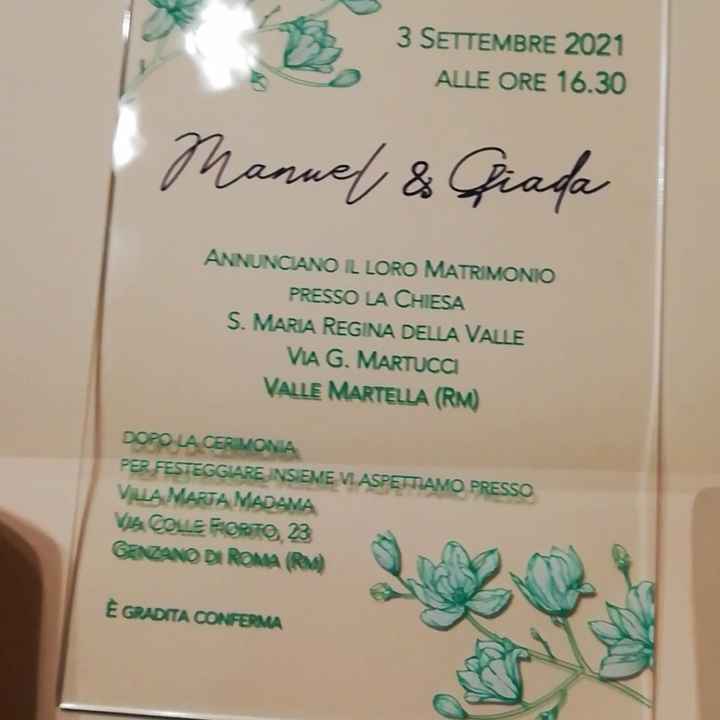 3 SETTEMBRE 2021
ALLE ORE 16.30
Manuel & Giada
ANNUNCIANO IL LORO MATRIMONIO
PRESSO LA CHIESA
S. MARIA REGINA DELLA VALLE
VIA G. MARTUCCI
VALLE MARTELLA (RM)
DOPO LA CERIMONIA
PER FESTEGGIARE INSIEME VI ASPETTIAMO PRESSO
VILLA MARTA MADAMA
VIA COLLE FIORITO, 23
GENZANO DI ROMA (RM)
È GRADITA CONFERMA